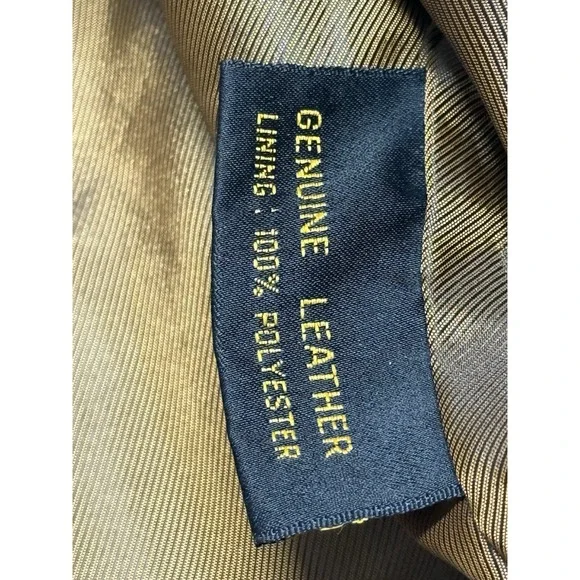 GENUINE LEATHER
LINING : 100% POLYESTER